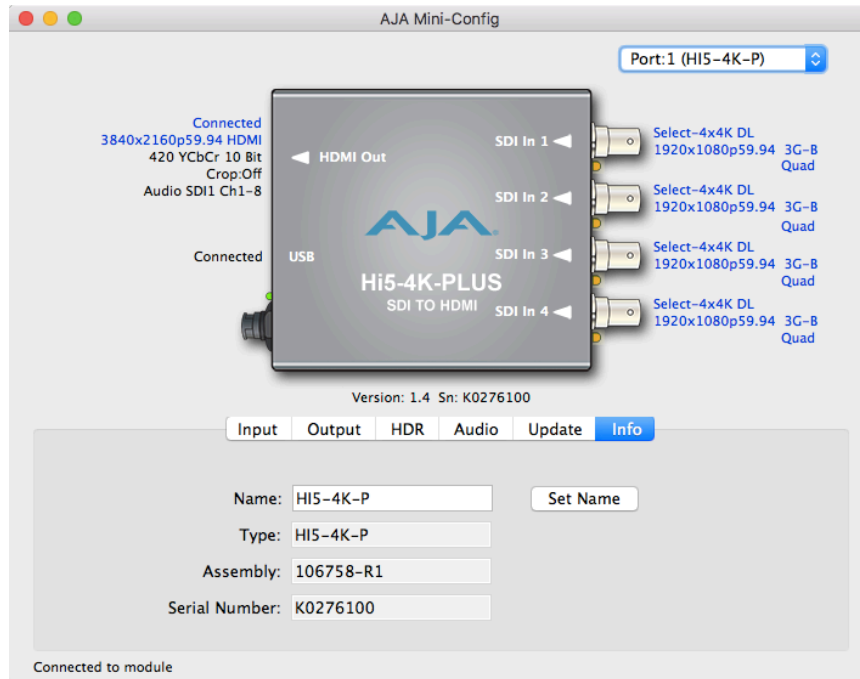 AJA Mini-Config
Port:1 (HI5-4K-P)
Connected
3840x2160p59.94 HDMI
420 YCbCr 10 Bit
Crop:Off
Audio SDI1 Ch1-8
Connected
HDMI Out
USB
SDI In 1
SDI In 2
SDI In 3
SDI In 4
AJA
Hi5-4K-PLUS
SDI TO HDMI
Select-4x4K DL
1920x1080p59.94 3G-B
Quad
Select-4x4K DL
1920x1080p59.94 3G-B
Quad
Select-4x4K DL
1920x1080p59.94 3G-B
Quad
Select-4x4K DL
1920x1080p59.94 3G-B
Quad
Version: 1.4 Sn: K0276100
Input Output HDR Audio Update Info
Name: HI5-4K-P Set Name
Type: HI5-4K-P
Assembly: 106758-R1
Serial Number: K0276100
Connected to module